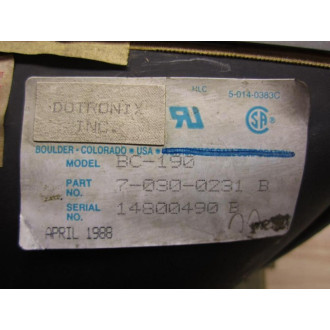 HLC 5-014-0383C
DOTRONIX
INC.
SA
BOULDER - COLORADO • USA •
MODEL BC-190
PART NO. 7-030-0231 B
SERIAL NO. 14800490 B
APRIL 1988